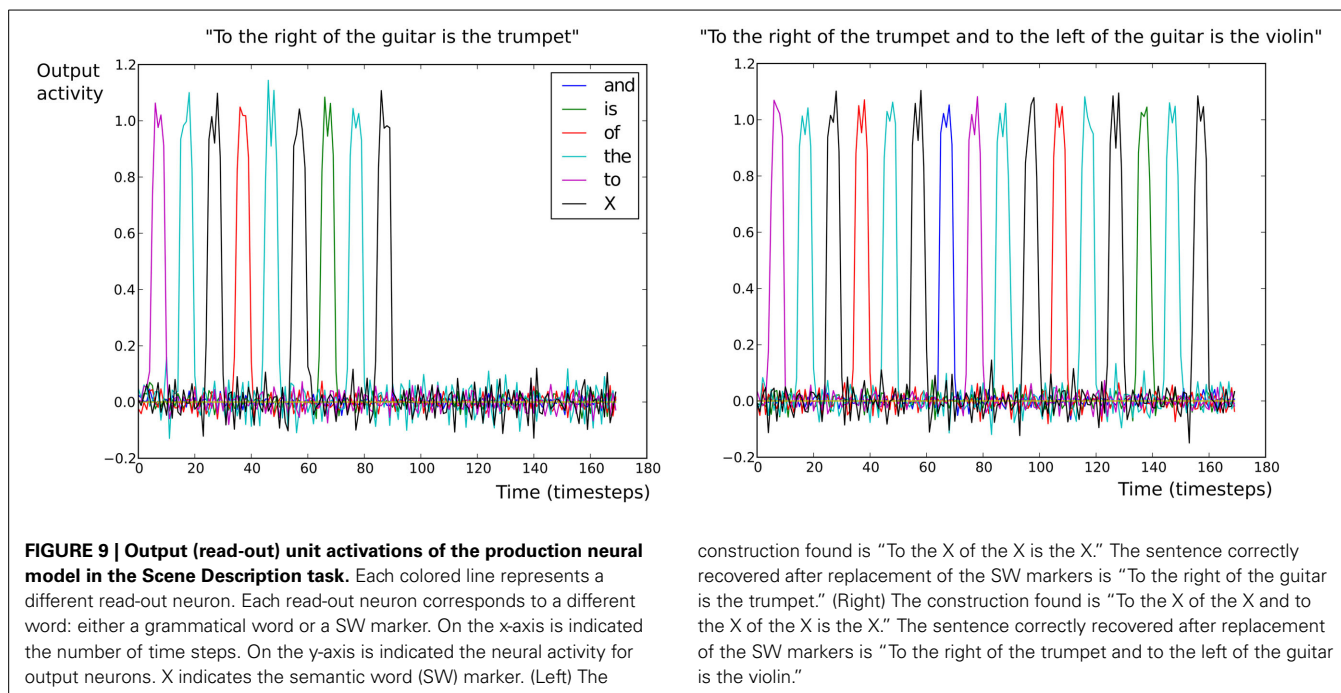 "To the right of the guitar is the trumpet"
Output
activity
1.2
1.0
0.8
0.6
0.4
0.2
0.0
−0.2
0
20
40
60
80
100
120
140
160
180
Time (timesteps)
and
is
of
the
to
X
"To the right of the trumpet and to the left of the guitar is the violin"
1.2
1.0
0.8
0.6
0.4
0.2
0.0
−0.2
0
20
40
60
80
100
120
140
160
180
Time (timesteps)
FIGURE 9 | Output (read-out) unit activations of the production neural
model in the Scene Description task. Each colored line represents a
different read-out neuron. Each read-out neuron corresponds to a different
word: either a grammatical word or a SW marker. On the x-axis is indicated
the number of time steps. On the y-axis is indicated the neural activity for
output neurons. X indicates the semantic word (SW) marker. (Left) The
construction found is “To the X of the X is the X.” The sentence correctly
recovered after replacement of the SW markers is “To the right of the guitar
is the trumpet.” (Right) The construction found is “To the X of the X and to
the X of the X is the X.” The sentence correctly recovered after replacement
of the SW markers is “To the right of the trumpet and to the left of the guitar
is the violin.”